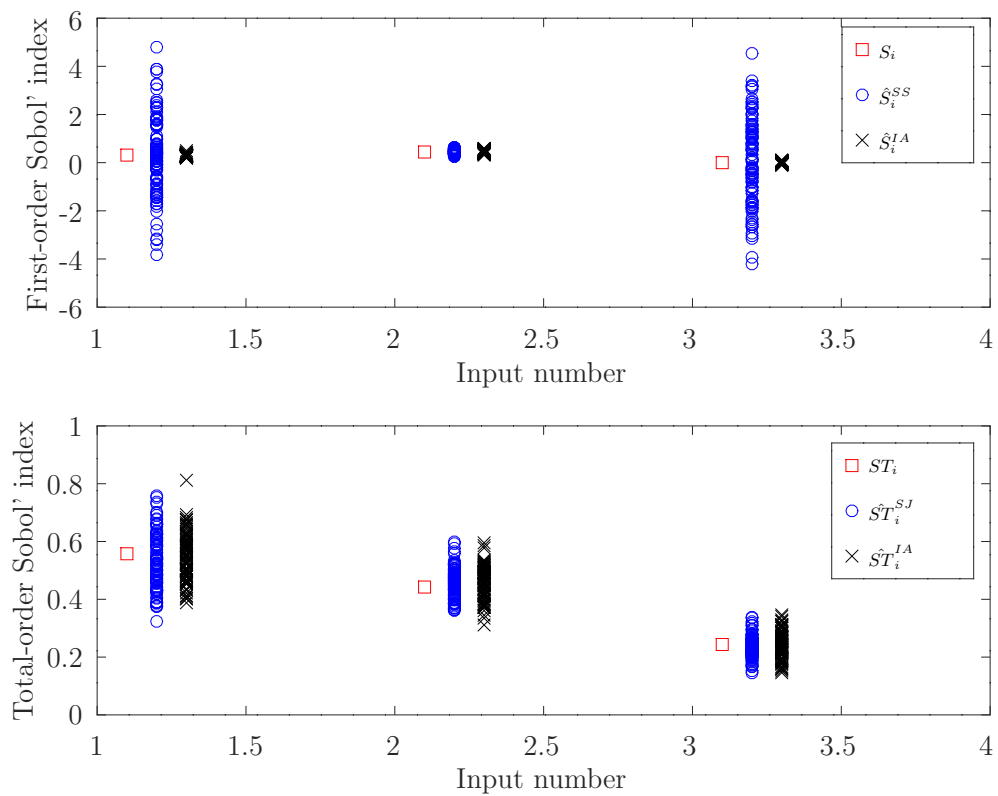 First-order Sobol' index
6
4
2
0
-2
-4
-6
1
1.5
2
2.5
3
3.5
4
Input number
S_i
Ŝ_i^{SS}
Ŝ_i^{IA}
Total-order Sobol' index
1
0.8
0.6
0.4
0.2
0
1
1.5
2
2.5
3
3.5
4
Input number
ST_i
ŜT_i^{SJ}
ŜT_i^{IA}